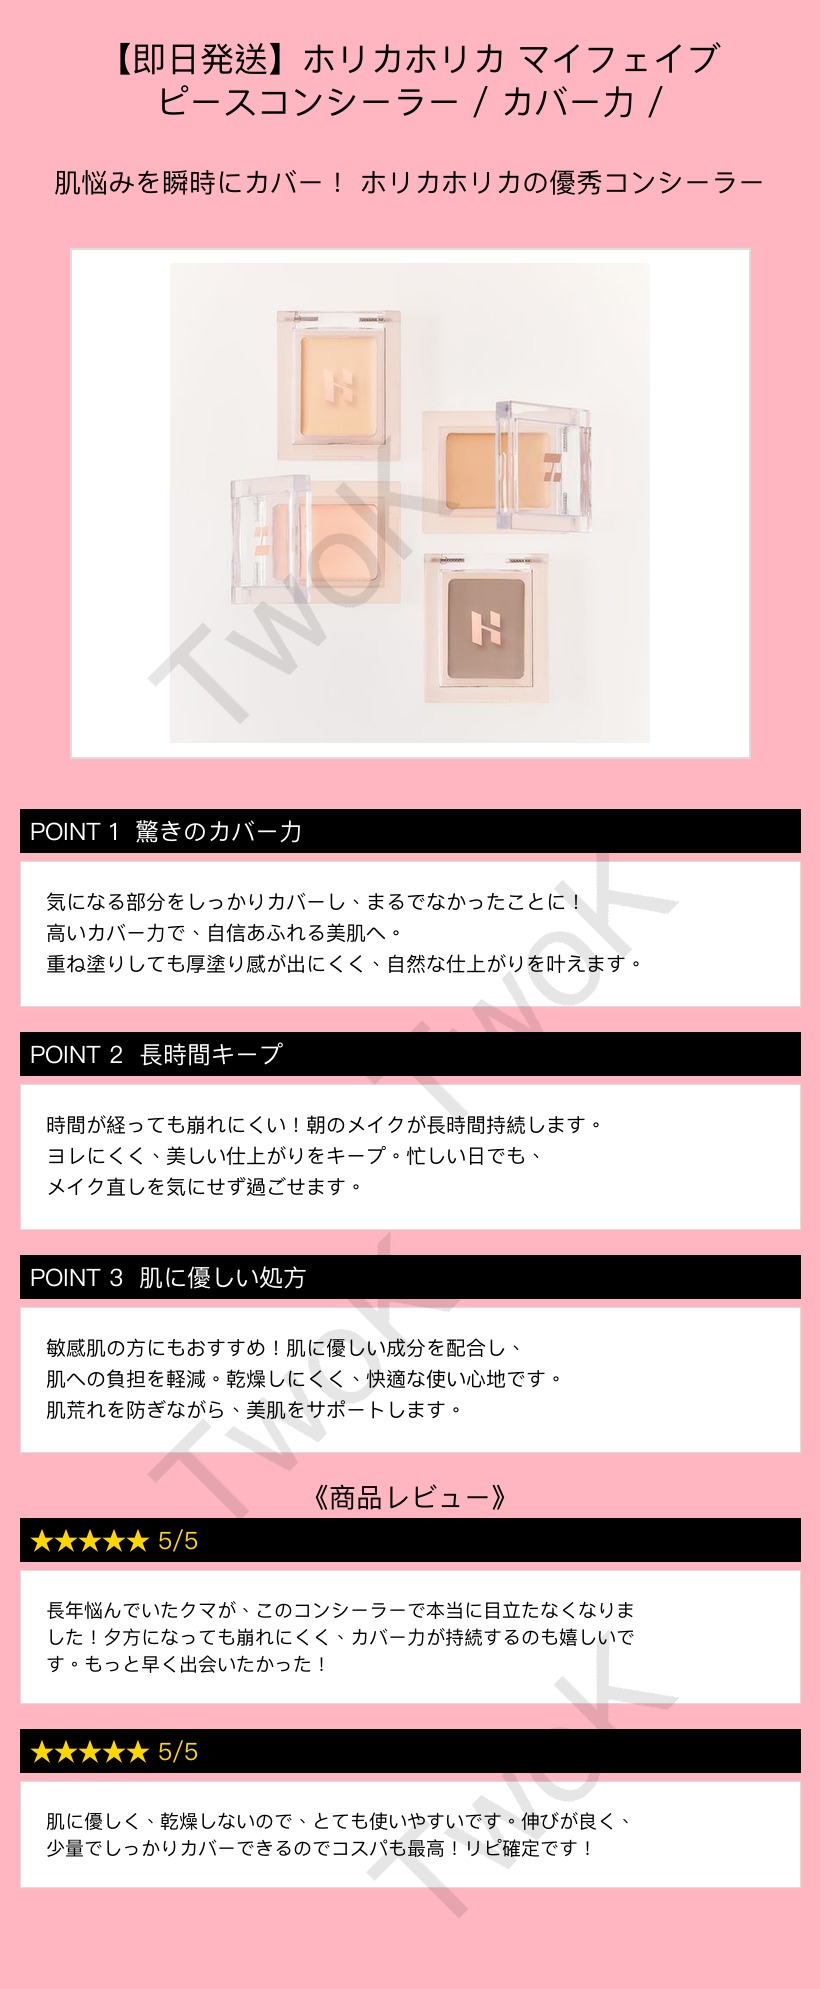 【即日発送】ホリカホリカ マイフェイブ
ピースコンシーラー / カバー力 /
肌悩みを瞬時にカバー！ ホリカホリカの優秀コンシーラー
H
H
TwoK
POINT 1 驚きのカバー力
気になる部分をしっかりカバーし、まるでなかったことに！
高いカバー力で、自信あふれる美肌へ。
重ね塗りしても厚塗り感が出にくく、自然な仕上がりを叶えます。
TwoK
POINT 2 長時間キープ
時間が経っても崩れにくい！朝のメイクが長時間持続します。
ヨレにくく、美しい仕上がりをキープ。忙しい日でも、
メイク直しを気にせず過ごせます。
POINT 3 肌に優しい処方
敏感肌の方にもおすすめ！肌に優しい成分を配合し、
肌への負担を軽減。乾燥しにくく、快適な使い心地です。
肌荒れを防ぎながら、美肌をサポートします。
TwoK
《商品レビュー》
★★★★★ 5/5
長年悩んでいたクマが、このコンシーラーで本当に目立たなくなりま
した！夕方になっても崩れにくく、カバー力が持続するのも嬉しいで
す。もっと早く出会いたかった！
★★★★★ 5/5
肌に優しく、乾燥しないので、とても使いやすいです。伸びが良く、
少量でしっかりカバーできるのでコスパも最高！リピ確定です！
TwoK